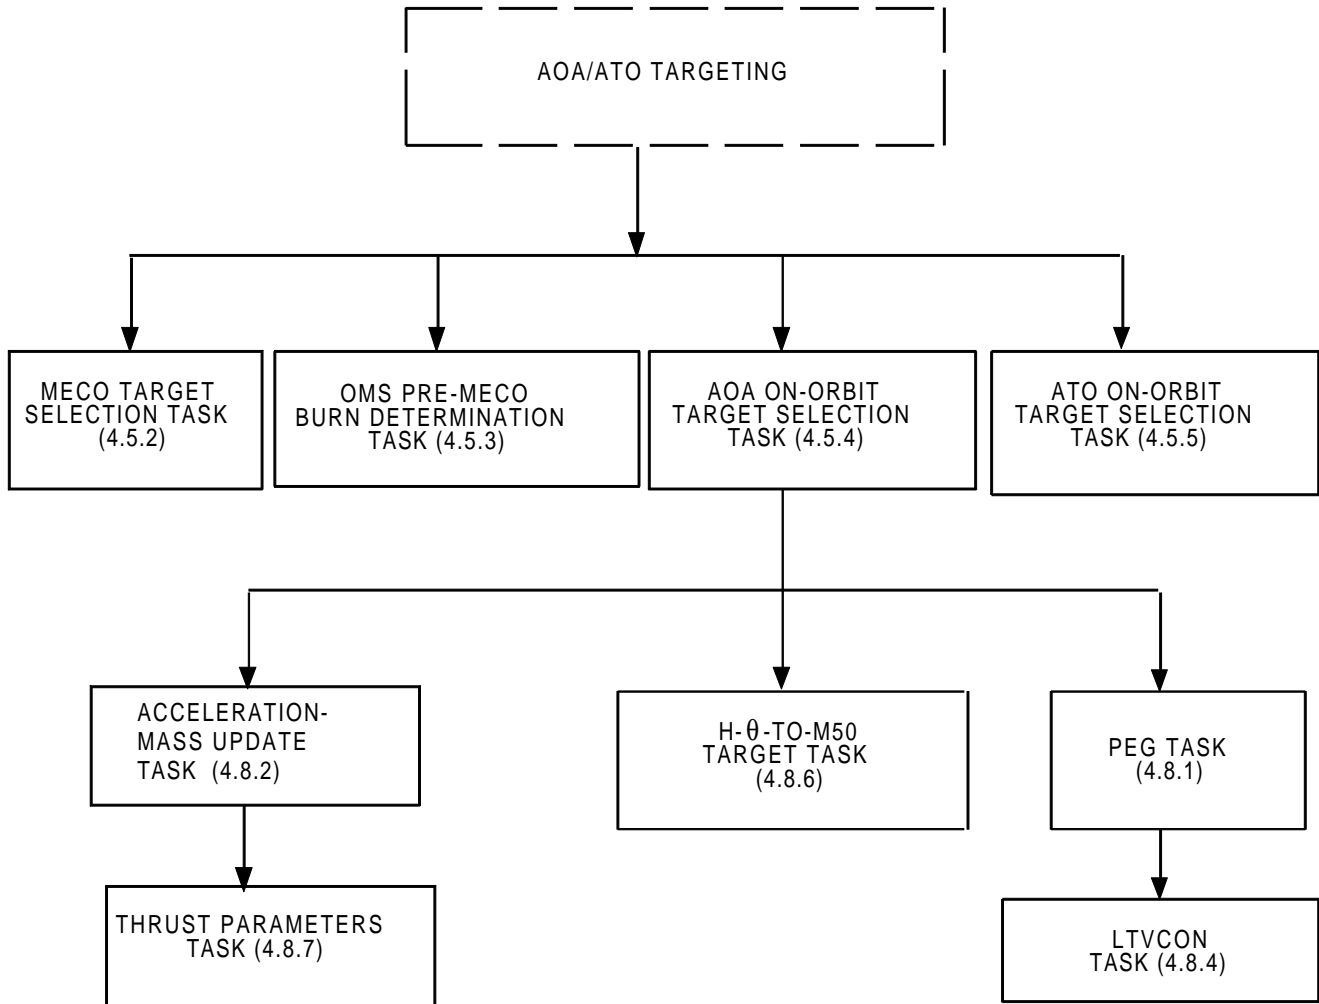 AOA/ATO TARGETING
MECO TARGET
SELECTION TASK
(4.5.2)
OMS PRE-MECO
BURN DETERMINATION
TASK (4.5.3)
AOA ON-ORBIT
TARGET SELECTION
TASK (4.5.4)
ATO ON-ORBIT
TARGET SELECTION
TASK (4.5.5)
ACCELERATION-
MASS UPDATE
TASK (4.8.2)
H-θ-TO-M50
TARGET TASK
(4.8.6)
PEG TASK
(4.8.1)
THRUST PARAMETERS
TASK (4.8.7)
LTVCON
TASK (4.8.4)